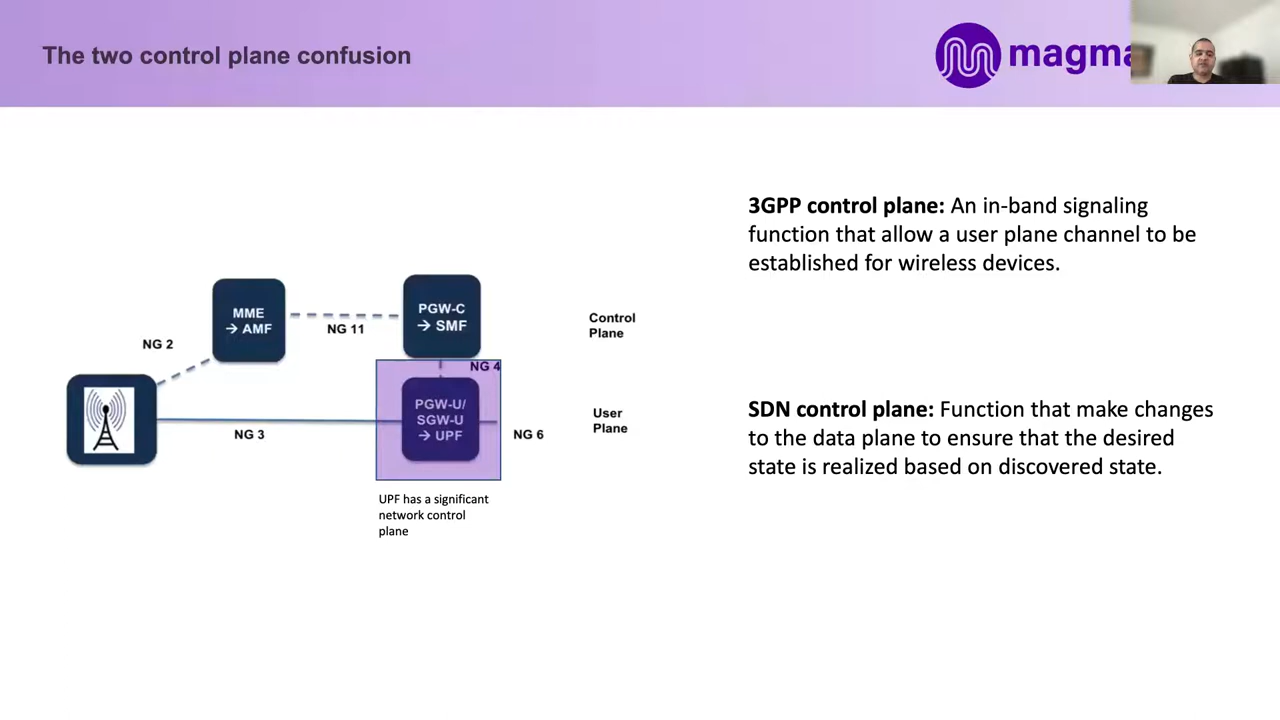 The two control plane confusion
magma
MME
→ AMF
NG 11
PGW-C
→ SMF
Control
Plane
NG 2
NG 4
PGW-U/
SGW-U
→ UPF
NG 3
NG 6
User
Plane
UPF has a significant
network control
plane
3GPP control plane: An in-band signaling
function that allow a user plane channel to be
established for wireless devices.
SDN control plane: Function that make changes
to the data plane to ensure that the desired
state is realized based on discovered state.